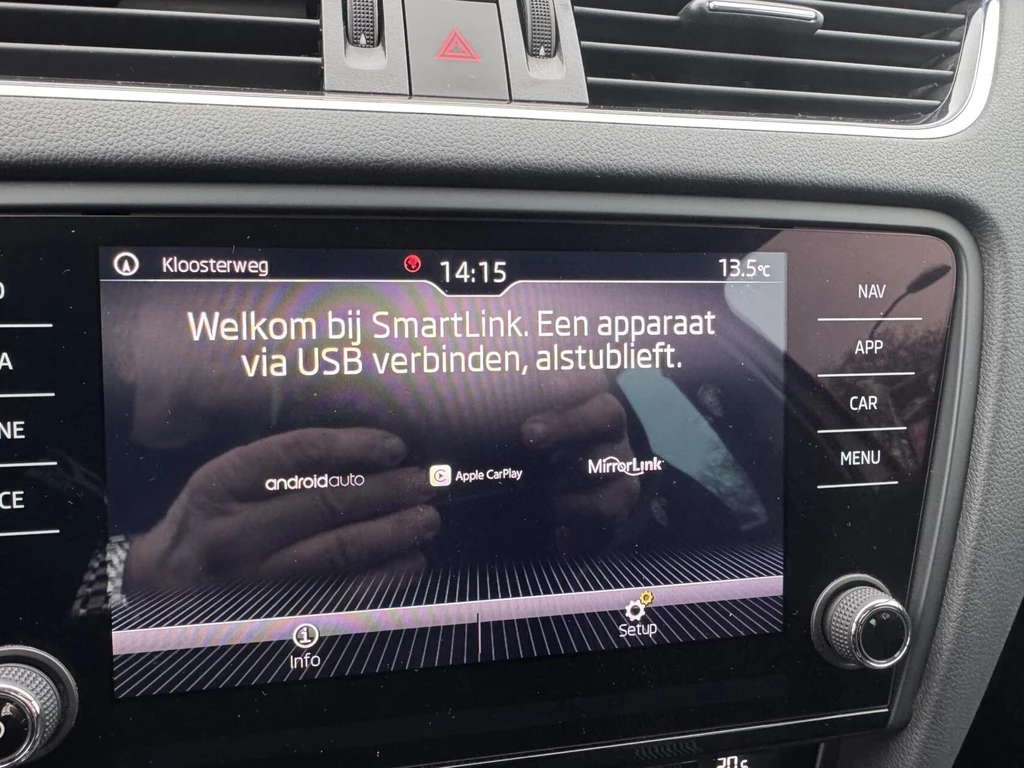 Kloosterweg 14:15 13.5°C
Welkom bij SmartLink. Een apparaat
via USB verbinden, alstublieft.
androidauto Apple CarPlay MirrorLink
Info Setup
NAV
APP
CAR
MENU